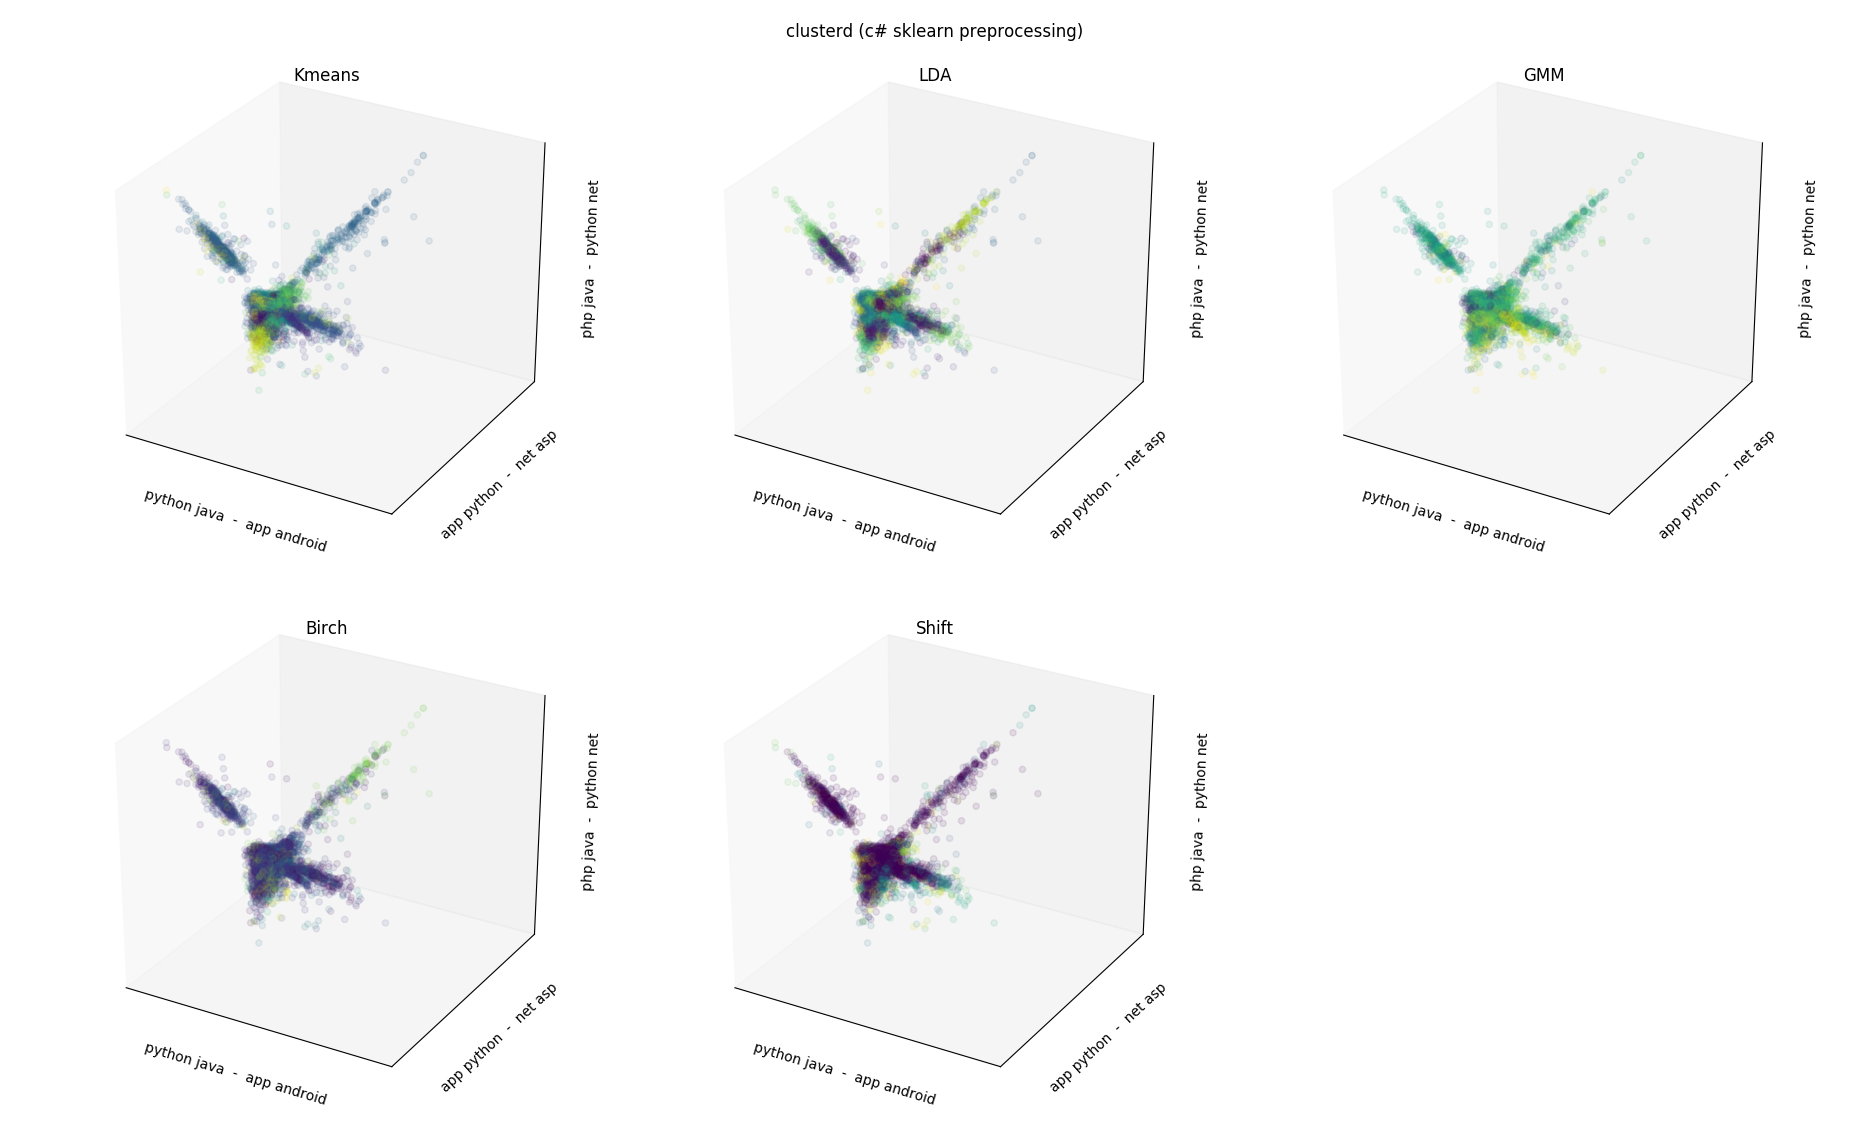 clusterd (c# sklearn preprocessing)
Kmeans
php java  -  python net
app python  -  net asp
python java  -  app android
LDA
php java  -  python net
app python  -  net asp
python java  -  app android
GMM
php java  -  python net
app python  -  net asp
python java  -  app android
Birch
php java  -  python net
app python  -  net asp
python java  -  app android
Shift
php java  -  python net
app python  -  net asp
python java  -  app android